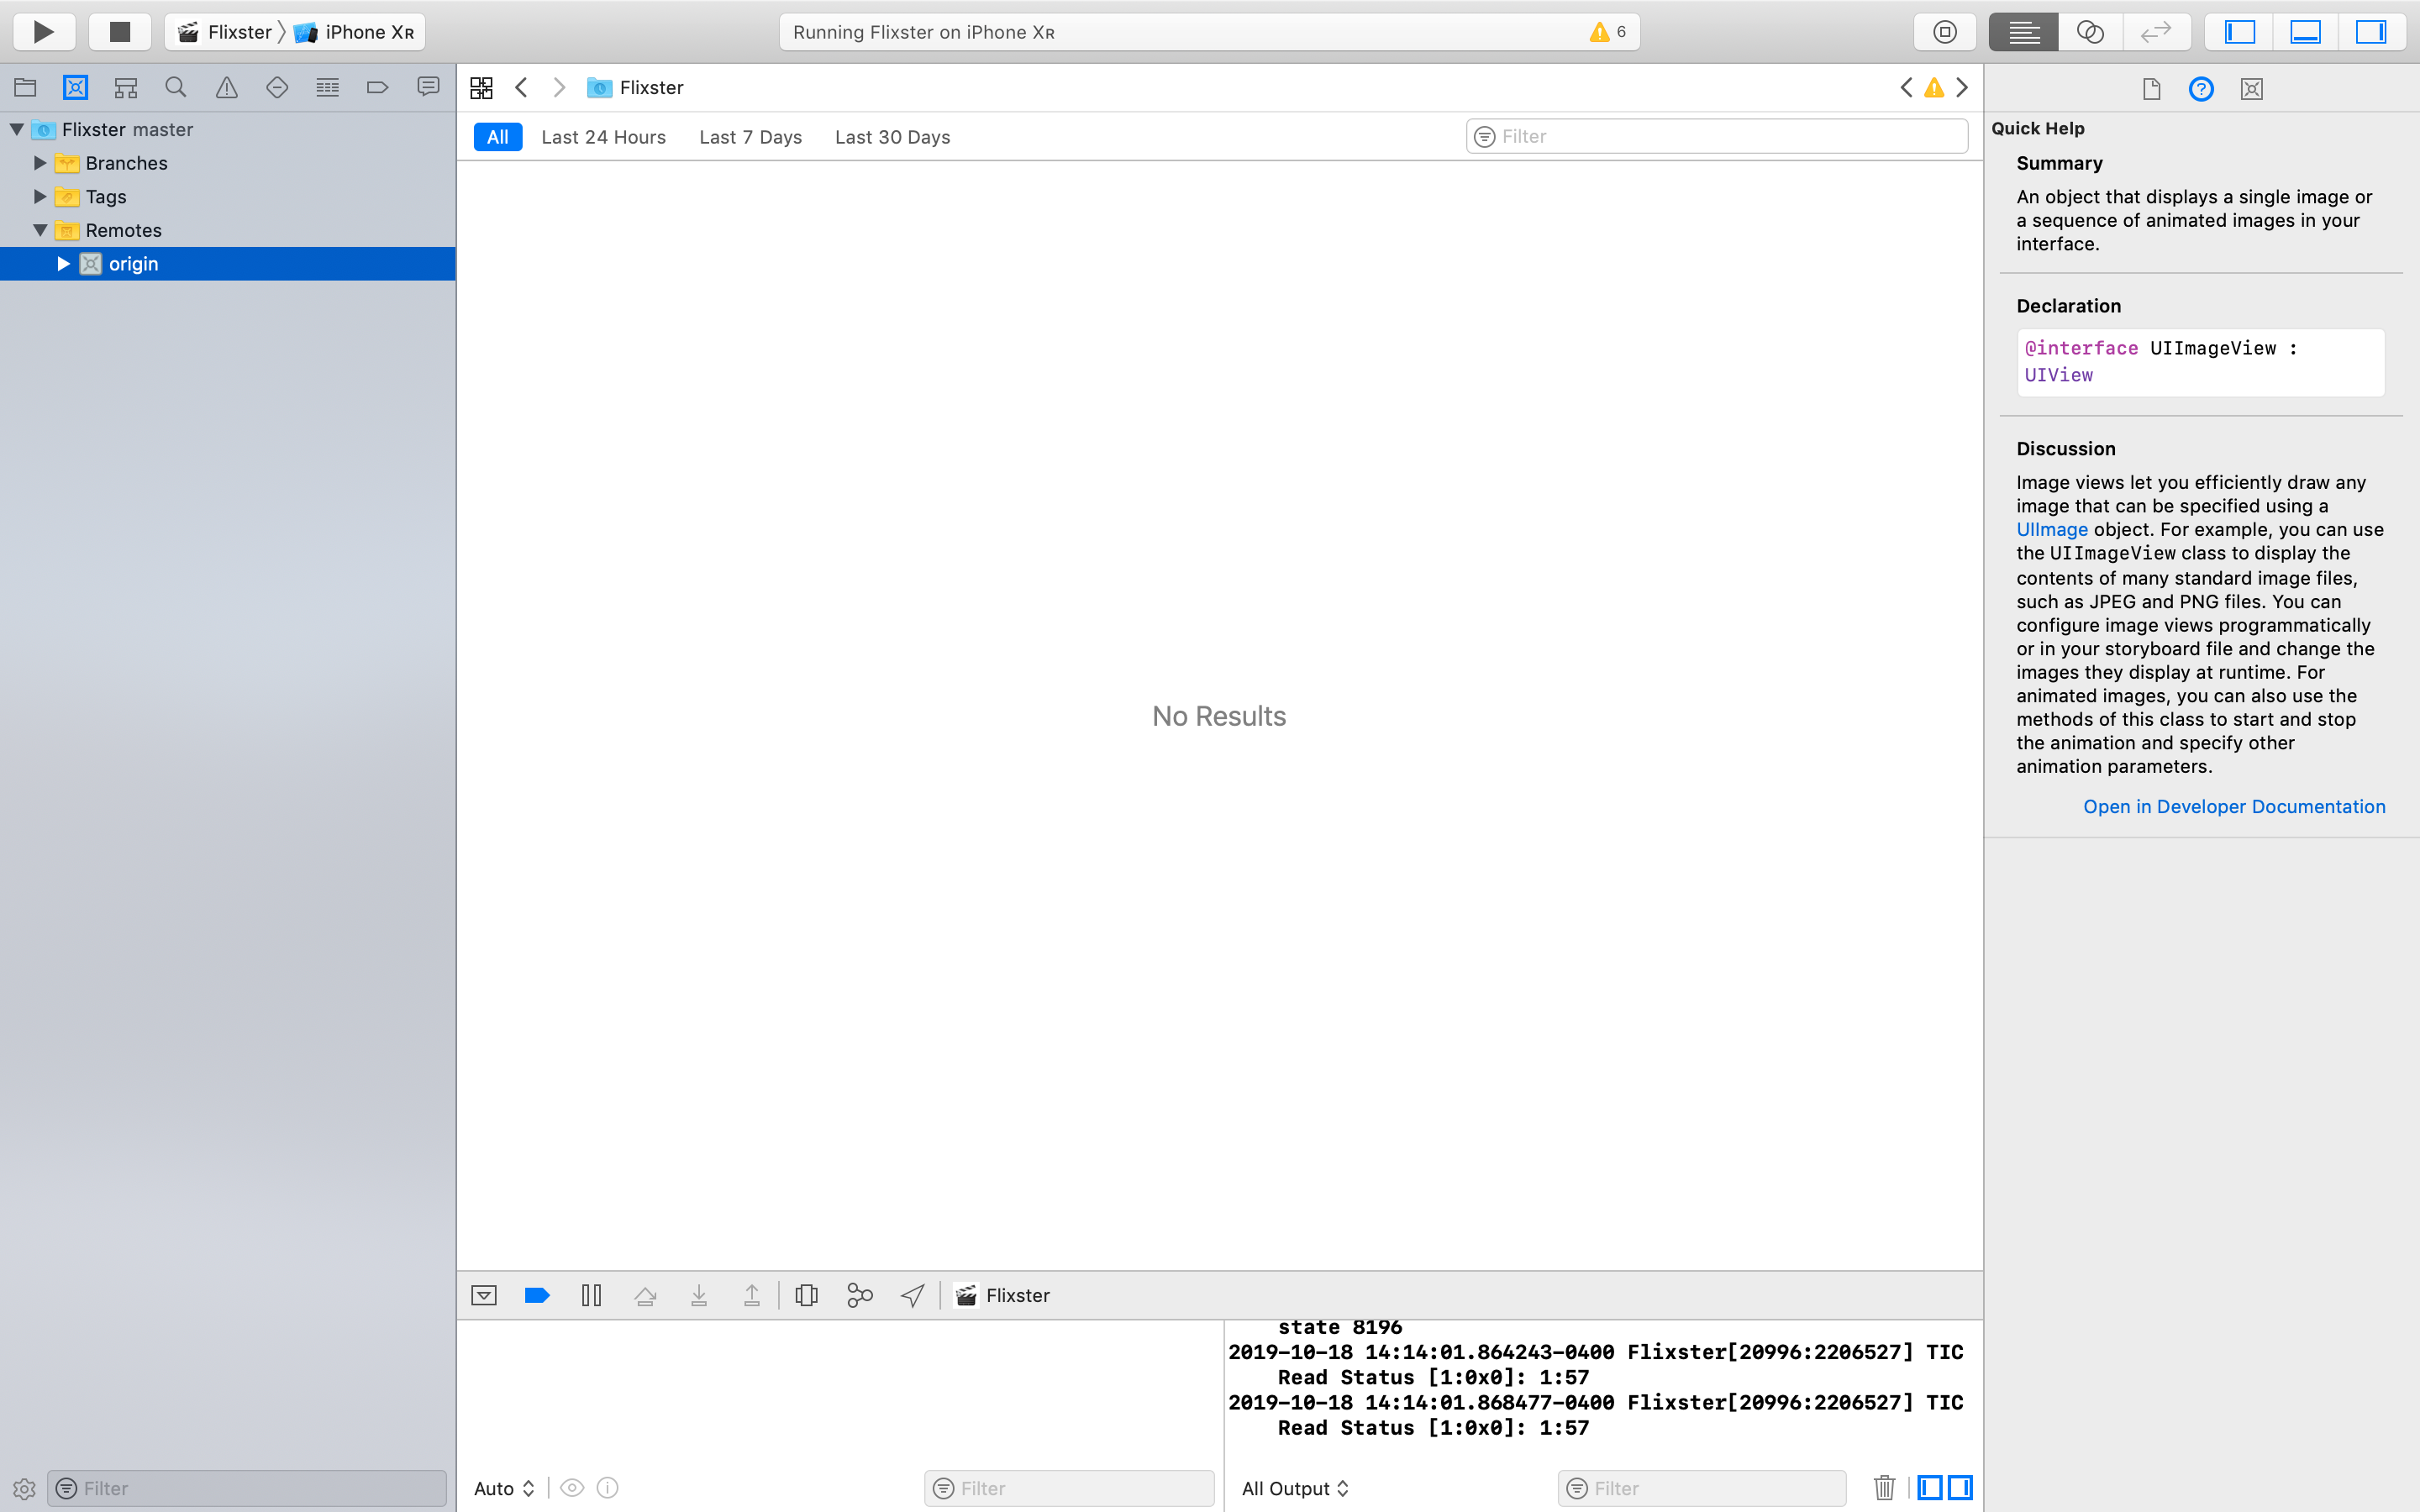 Flixster iPhone XR
Running Flixster on iPhone XR 6
Flixster master
Branches
Tags
Remotes
origin
Filter
Flixster
All Last 24 Hours Last 7 Days Last 30 Days Filter
No Results
Flixster
Auto Filter
state 8196
2019-10-18 14:14:01.864243-0400 Flixster[20996:2206527] TIC
Read Status [1:0x0]: 1:57
2019-10-18 14:14:01.868477-0400 Flixster[20996:2206527] TIC
Read Status [1:0x0]: 1:57
All Output Filter
Quick Help
Summary
An object that displays a single image or
a sequence of animated images in your
interface.
Declaration
@interface UIImageView :
UIView
Discussion
Image views let you efficiently draw any
image that can be specified using a
UIImage object. For example, you can use
the UIImageView class to display the
contents of many standard image files,
such as JPEG and PNG files. You can
configure image views programmatically
or in your storyboard file and change the
images they display at runtime. For
animated images, you can also use the
methods of this class to start and stop
the animation and specify other
animation parameters.
Open in Developer Documentation